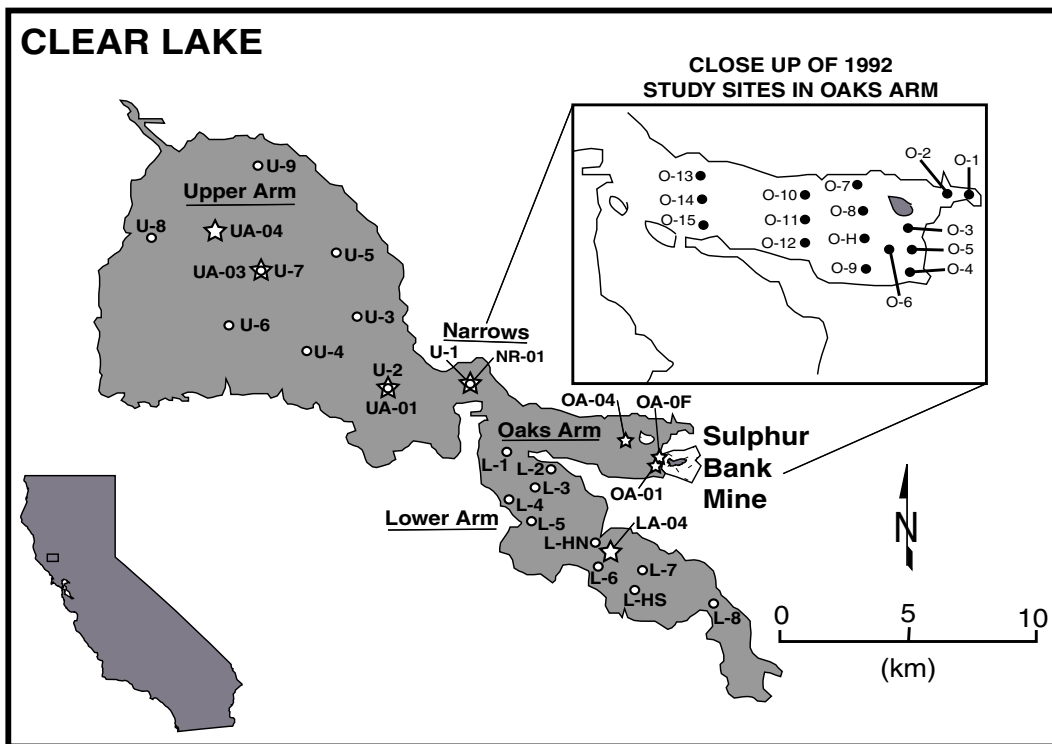 CLEAR LAKE
CLOSE UP OF 1992
STUDY SITES IN OAKS ARM
O-2
O-1
O-13
O-7
O-10
O-14
O-8
O-11
O-3
O-15
O-12
O-H
O-5
O-9
O-4
O-6
U-9
Upper Arm
U-8
UA-04
U-5
UA-03
U-7
U-3
U-6
Narrows
U-4
U-1
NR-01
U-2
UA-01
OA-04
OA-0F
Oaks Arm
Sulphur
Bank
Mine
L-1
L-2
L-3
OA-01
L-4
Lower Arm
L-5
LA-04
L-HN
L-6
L-7
L-HS
L-8
N
0
5
10
(km)